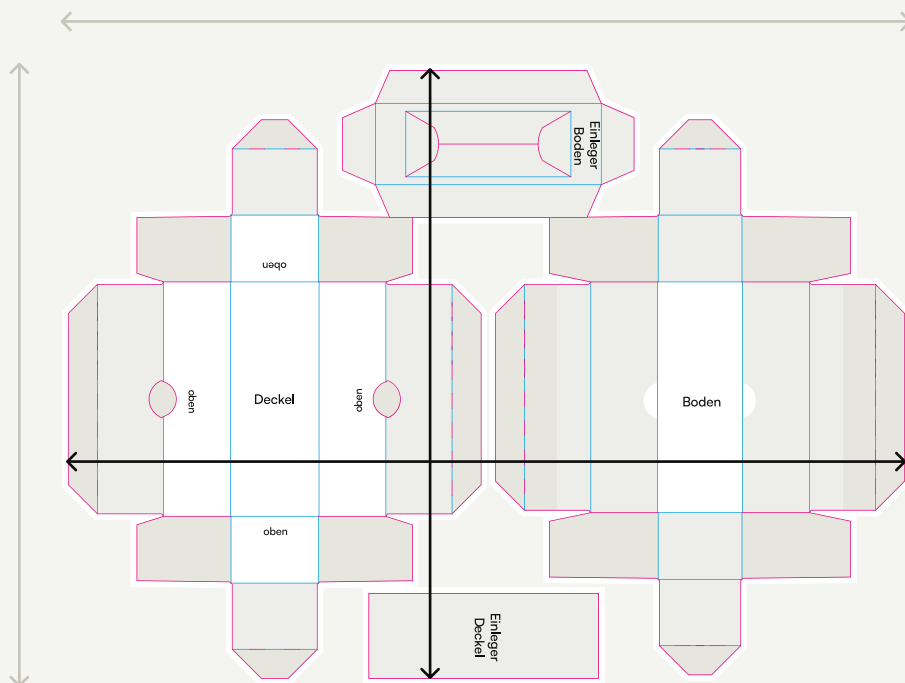 Einleger
Boden
oben
oben
Deckel
oben
Boden
oben
Einleger
Deckel